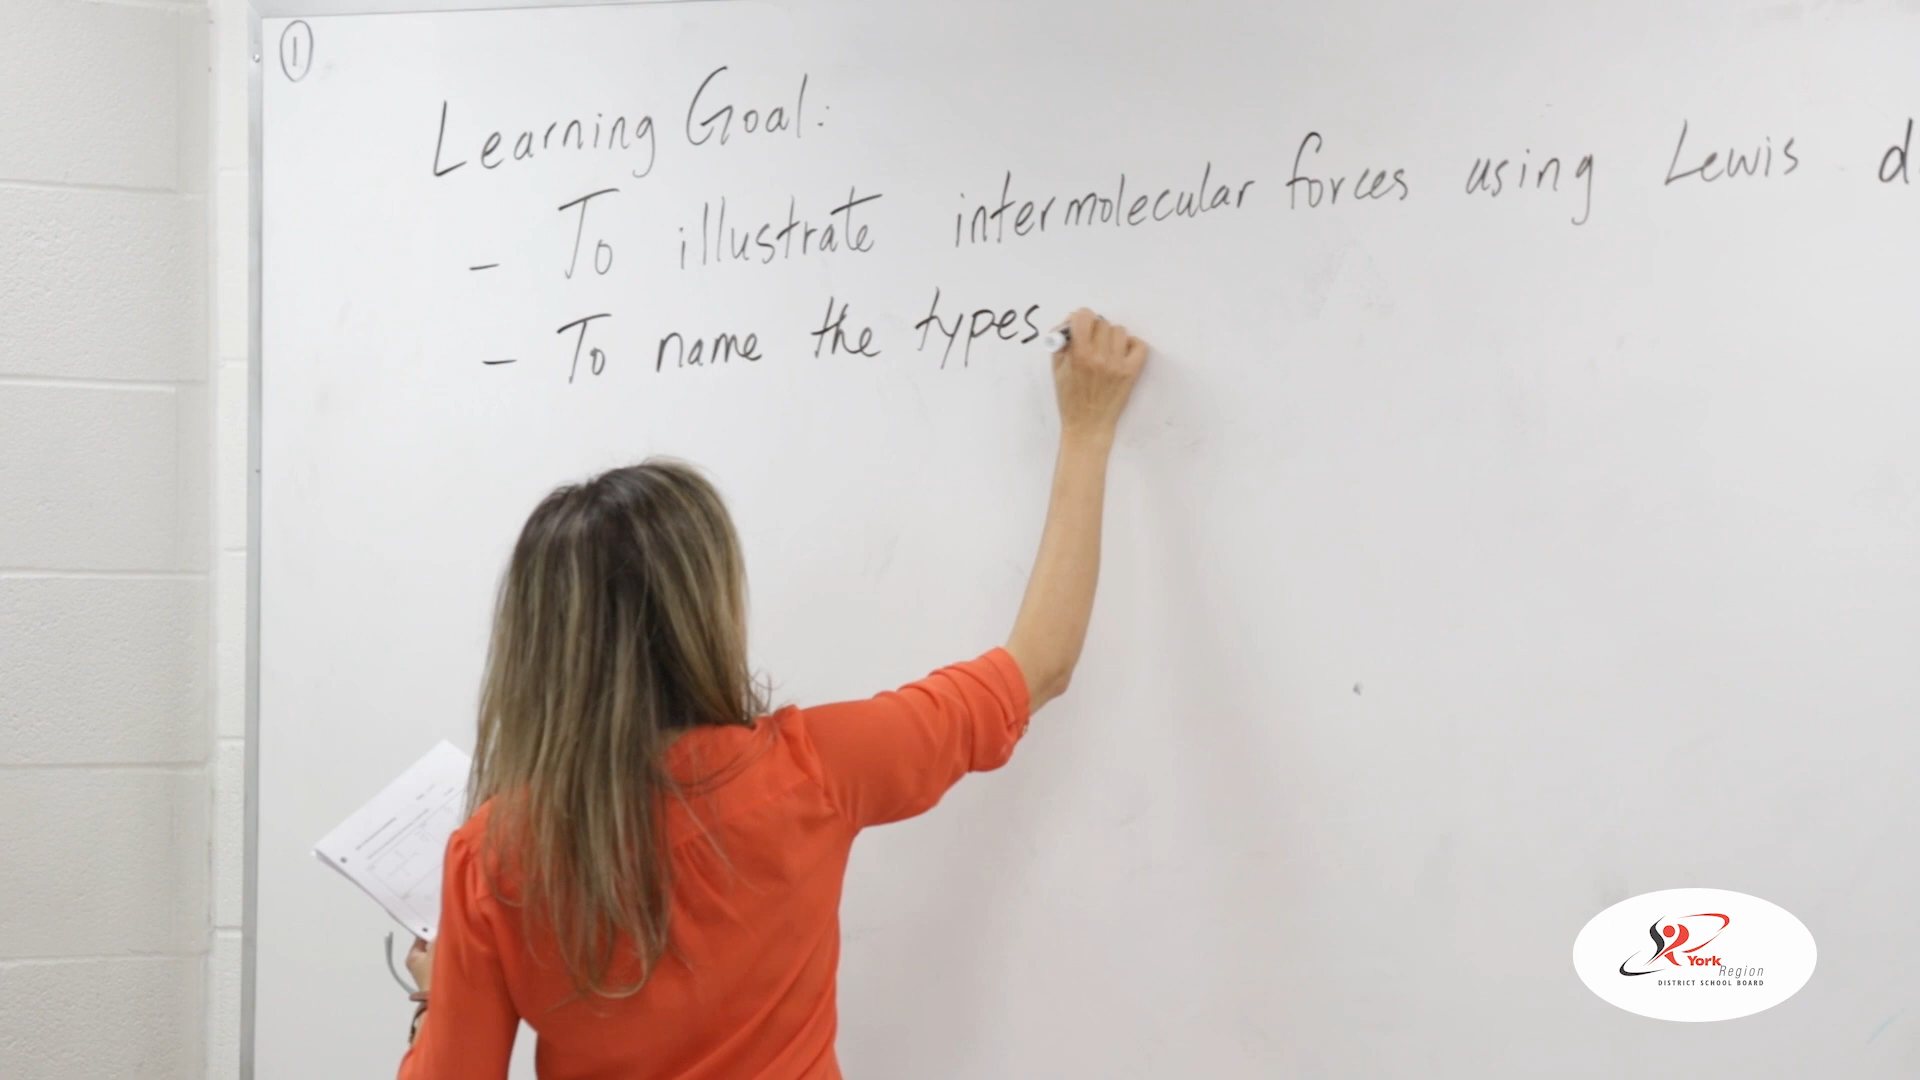 ①
Learning Goal:
- To illustrate intermolecular forces using Lewis d
- To name the types
York
Region
DISTRICT SCHOOL BOARD